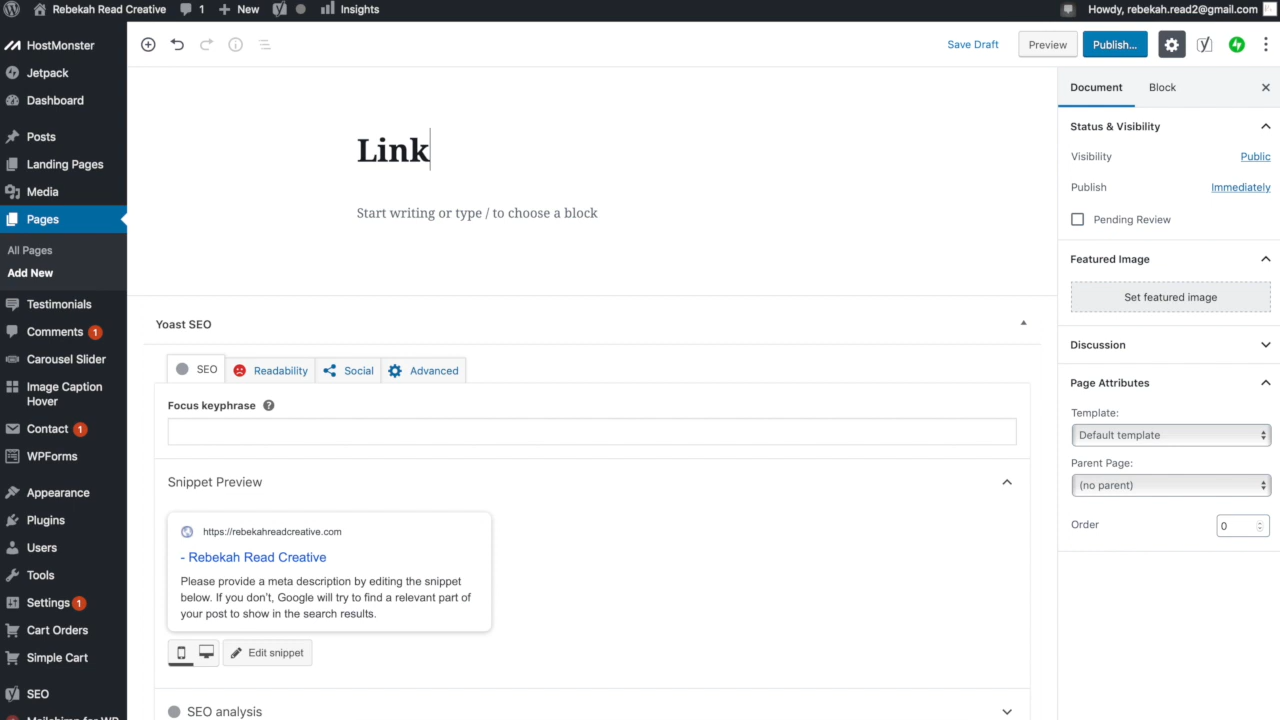 Rebekah Read Creative 1 New Insights Howdy, rebekah.read2@gmail.com
HostMonster
Jetpack
Dashboard
Posts
Landing Pages
Media
Pages
All Pages
Add New
Testimonials
Comments 1
Carousel Slider
Image Caption
Hover
Contact 1
WPForms
Appearance
Plugins
Users
Tools
Settings 1
Cart Orders
Simple Cart
SEO
Mailchimp for WP
Save Draft Preview Publish...
Link
Start writing or type / to choose a block
Yoast SEO
SEO Readability Social Advanced
Focus keyphrase ?
Snippet Preview
https://rebekahreadcreative.com
- Rebekah Read Creative
Please provide a meta description by editing the snippet
below. If you don't, Google will try to find a relevant part of
your post to show in the search results.
Edit snippet
SEO analysis
Document Block
Status & Visibility
Visibility Public
Publish Immediately
Pending Review
Featured Image
Set featured image
Discussion
Page Attributes
Template:
Default template
Parent Page:
(no parent)
Order 0